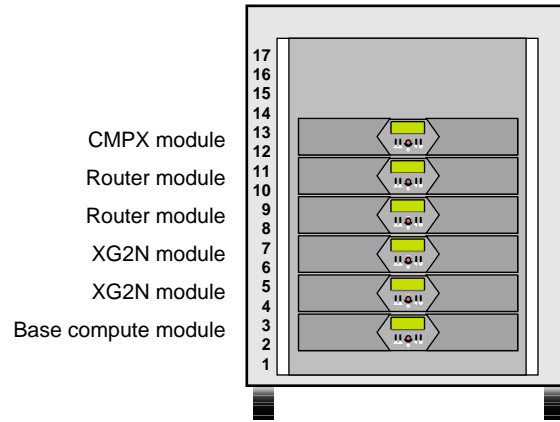 17
16
15
14
CMPX module 13
12
Router module 11
10
Router module 9
8
XG2N module 7
6
XG2N module 5
4
Base compute module 3
2
1